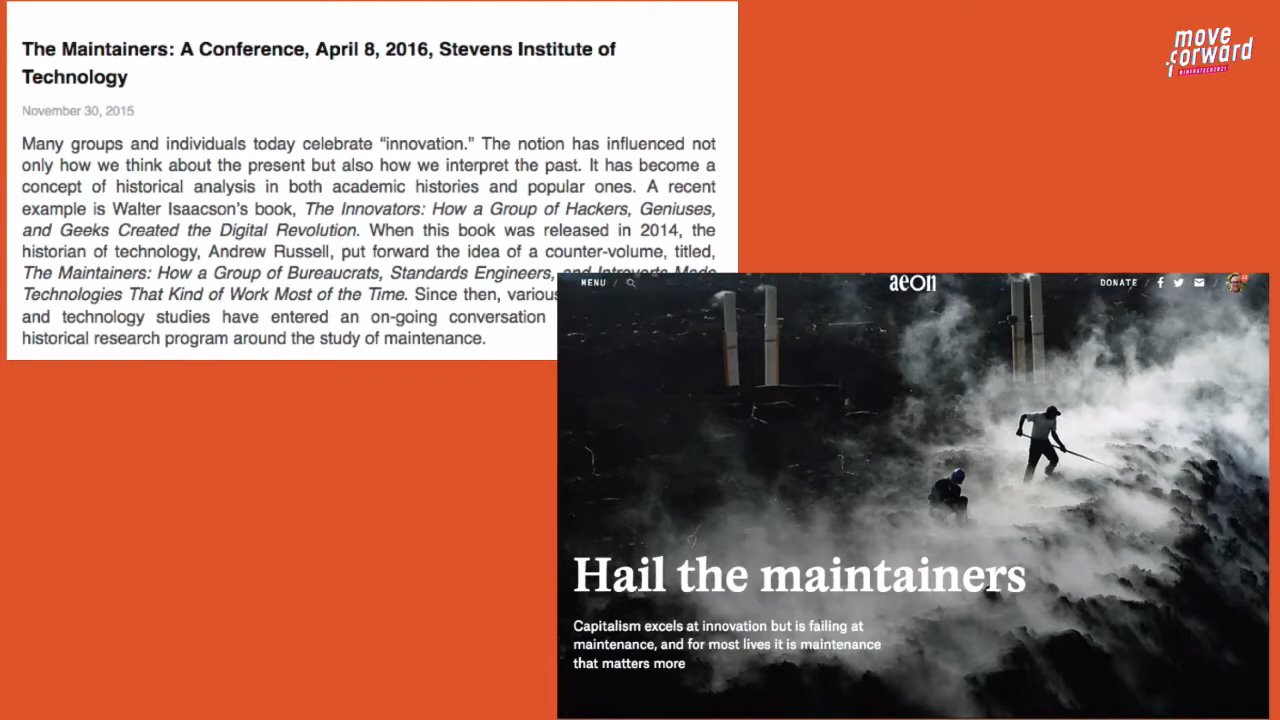 The Maintainers: A Conference, April 8, 2016, Stevens Institute of
Technology
November 30, 2015
Many groups and individuals today celebrate “innovation.” The notion has influenced not
only how we think about the present but also how we interpret the past. It has become a
concept of historical analysis in both academic histories and popular ones. A recent
example is Walter Isaacson's book, The Innovators: How a Group of Hackers, Geniuses,
and Geeks Created the Digital Revolution. When this book was released in 2014, the
historian of technology, Andrew Russell, put forward the idea of a counter-volume, titled,
The Maintainers: How a Group of Bureaucrats, Standards Engineers, and Introverts Made
Technologies That Kind of Work Most of the Time. Since then, various
and technology studies have entered an on-going conversation
historical research program around the study of maintenance.
move
forward
MENU / 
aeon
DONATE /
Hail the maintainers
Capitalism excels at innovation but is failing at
maintenance, and for most lives it is maintenance
that matters more